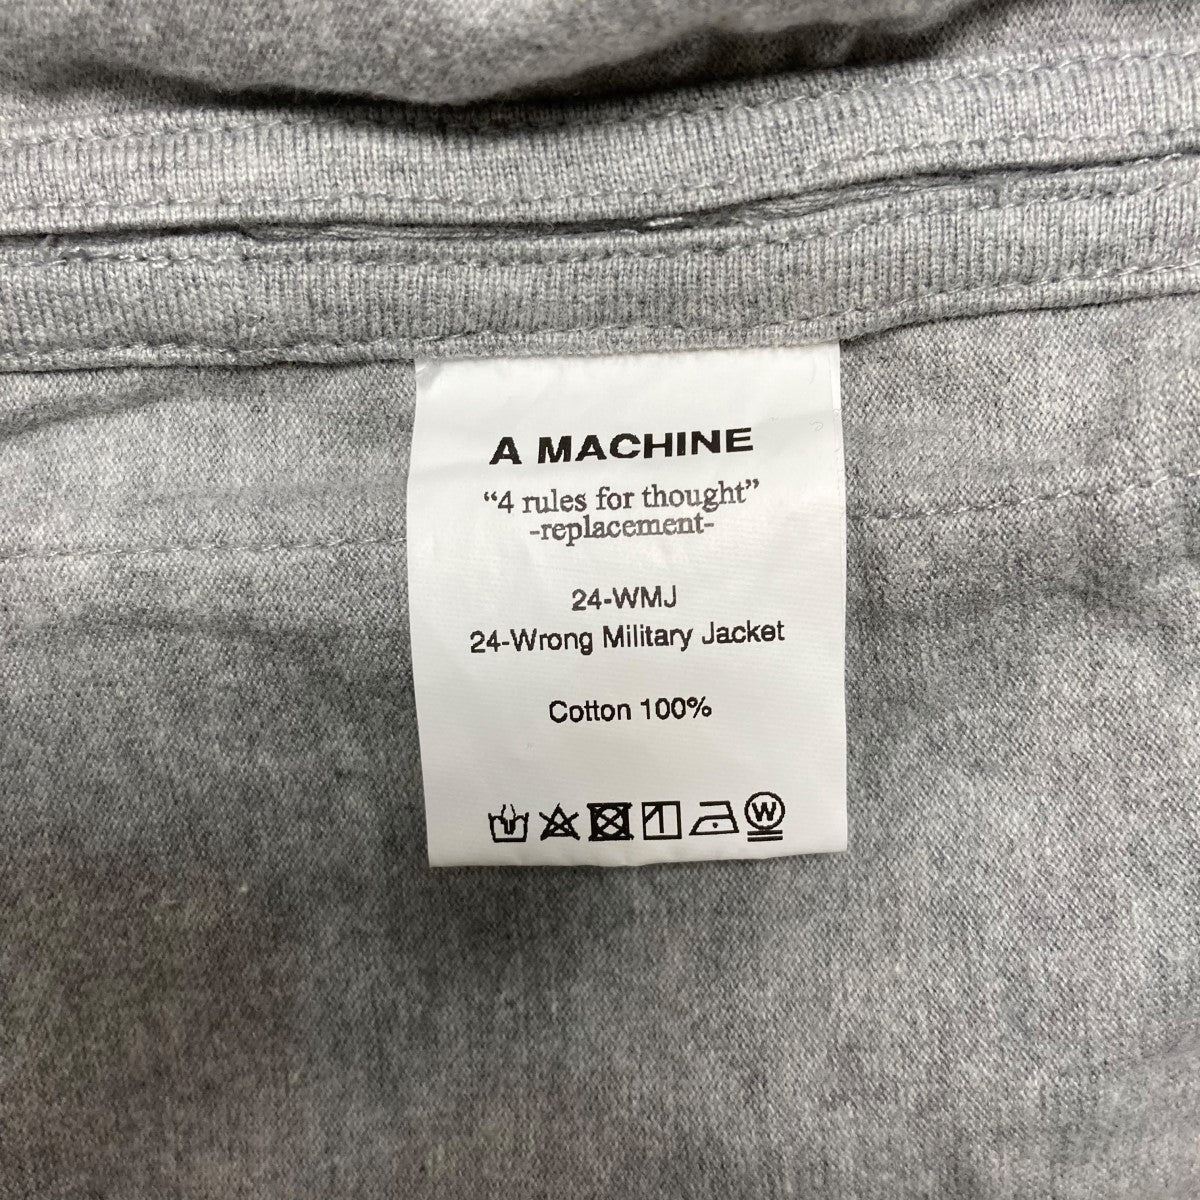 A MACHINE
“4 rules for thought”
-replacement-
24-WMJ
24-Wrong Military Jacket
Cotton 100%
W